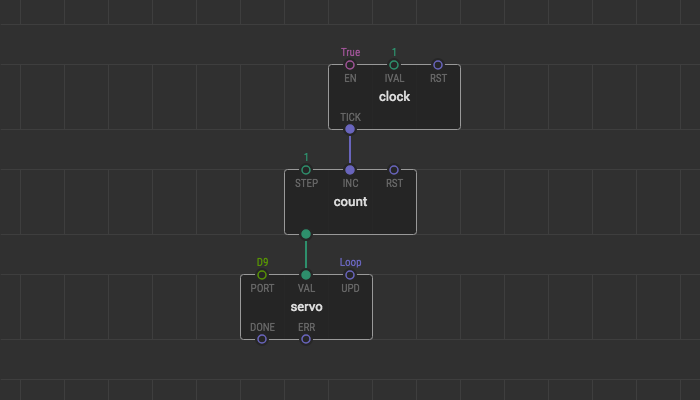 True 1
EN IVAL RST
clock
TICK
1
STEP INC RST
count
D9 Loop
PORT VAL UPD
servo
DONE ERR